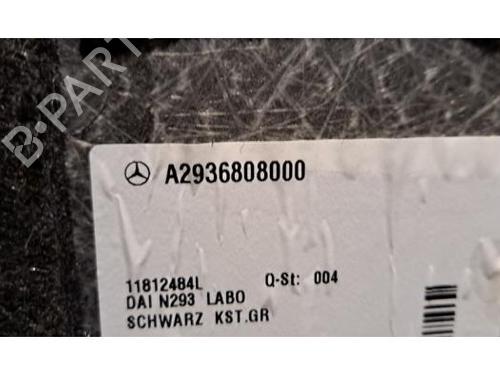 B-PARTS
A2936808000
11812484L Q-St: 004
DAI N293 LABO
SCHWARZ KST.GR